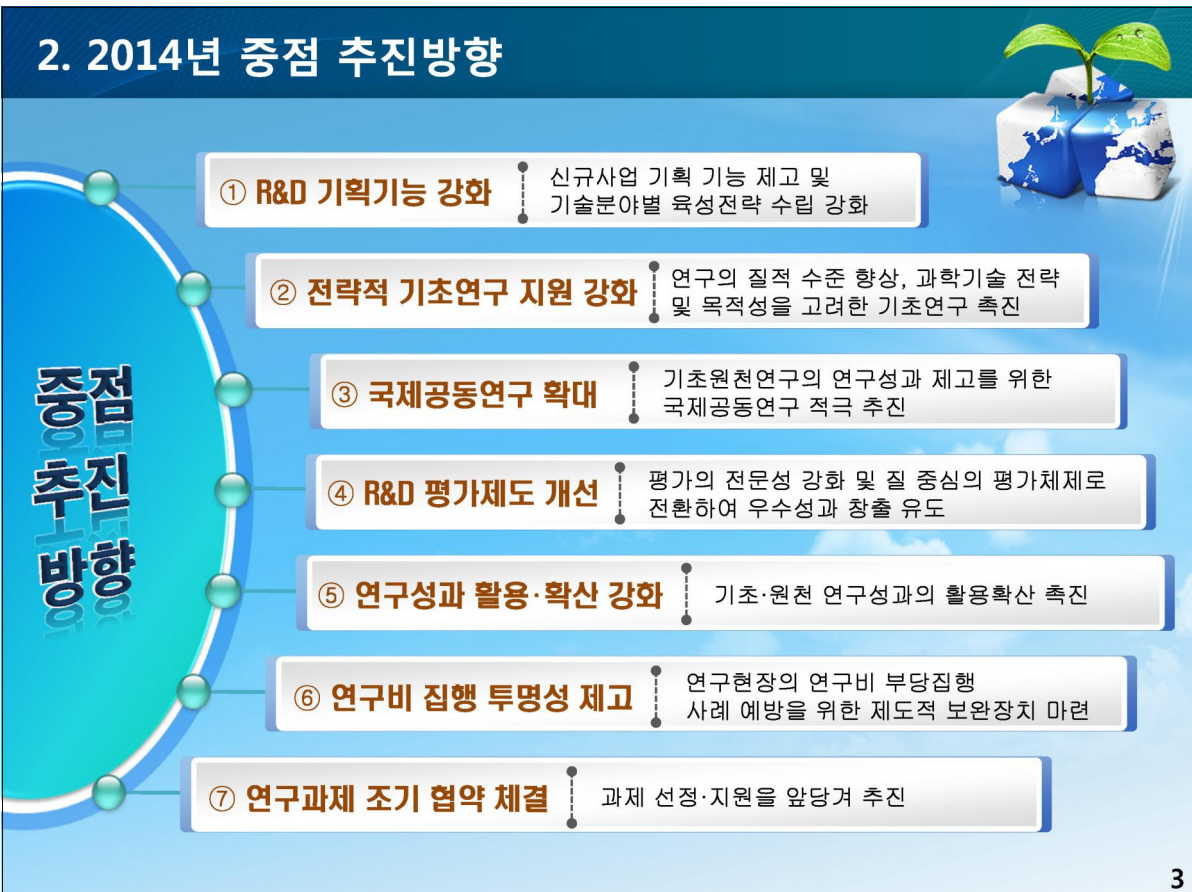 2. 2014년 중점 추진방향
중점
추진
방향
① R&D 기획기능 강화
신규사업 기획 기능 제고 및
기술분야별 육성전략 수립 강화
② 전략적 기초연구 지원 강화
연구의 질적 수준 향상, 과학기술 전략
및 목적성을 고려한 기초연구 촉진
③ 국제공동연구 확대
기초원천연구의 연구성과 제고를 위한
국제공동연구 적극 추진
④ R&D 평가제도 개선
평가의 전문성 강화 및 질 중심의 평가체제로
전환하여 우수성과 창출 유도
⑤ 연구성과 활용·확산 강화
기초·원천 연구성과의 활용확산 촉진
⑥ 연구비 집행 투명성 제고
연구현장의 연구비 부당집행
사례 예방을 위한 제도적 보완장치 마련
⑦ 연구과제 조기 협약 체결
과제 선정·지원을 앞당겨 추진
3